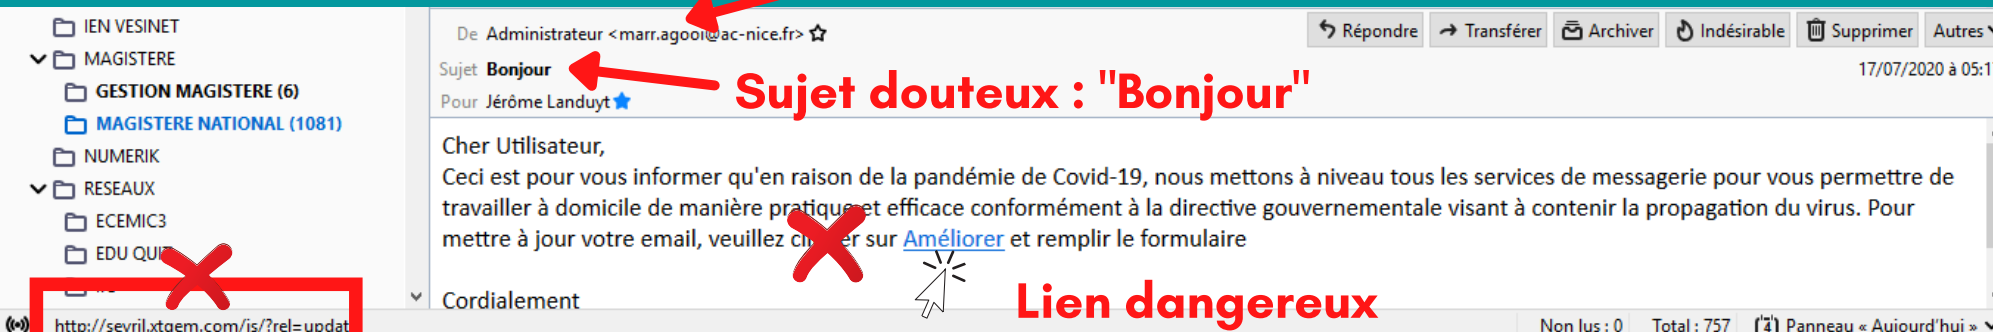 IEN VESINET
MAGISTERE
GESTION MAGISTERE (6)
MAGISTERE NATIONAL (1081)
NUMERIK
RESEAUX
ECEMIC3
EDU
De Administrateur <marr.agooi@ac-nice.fr>
Répondre Transférer Archiver Indésirable Supprimer Autres
Sujet Bonjour
17/07/2020 à 05:1
Pour Jérôme Landuyt
Sujet douteux : "Bonjour"
Cher Utilisateur,
Ceci est pour vous informer qu'en raison de la pandémie de Covid-19, nous mettons à niveau tous les services de messagerie pour vous permettre de
travailler à domicile de manière pratique et efficace conformément à la directive gouvernementale visant à contenir la propagation du virus. Pour
mettre à jour votre email, veuillez sur Améliorer et remplir le formulaire
Lien dangereux
Cordialement
http://sevril.xtgem.com/is/?rel=updat
Non lus : 0 Total : 757 4 Panneau « Aujourd'hui »